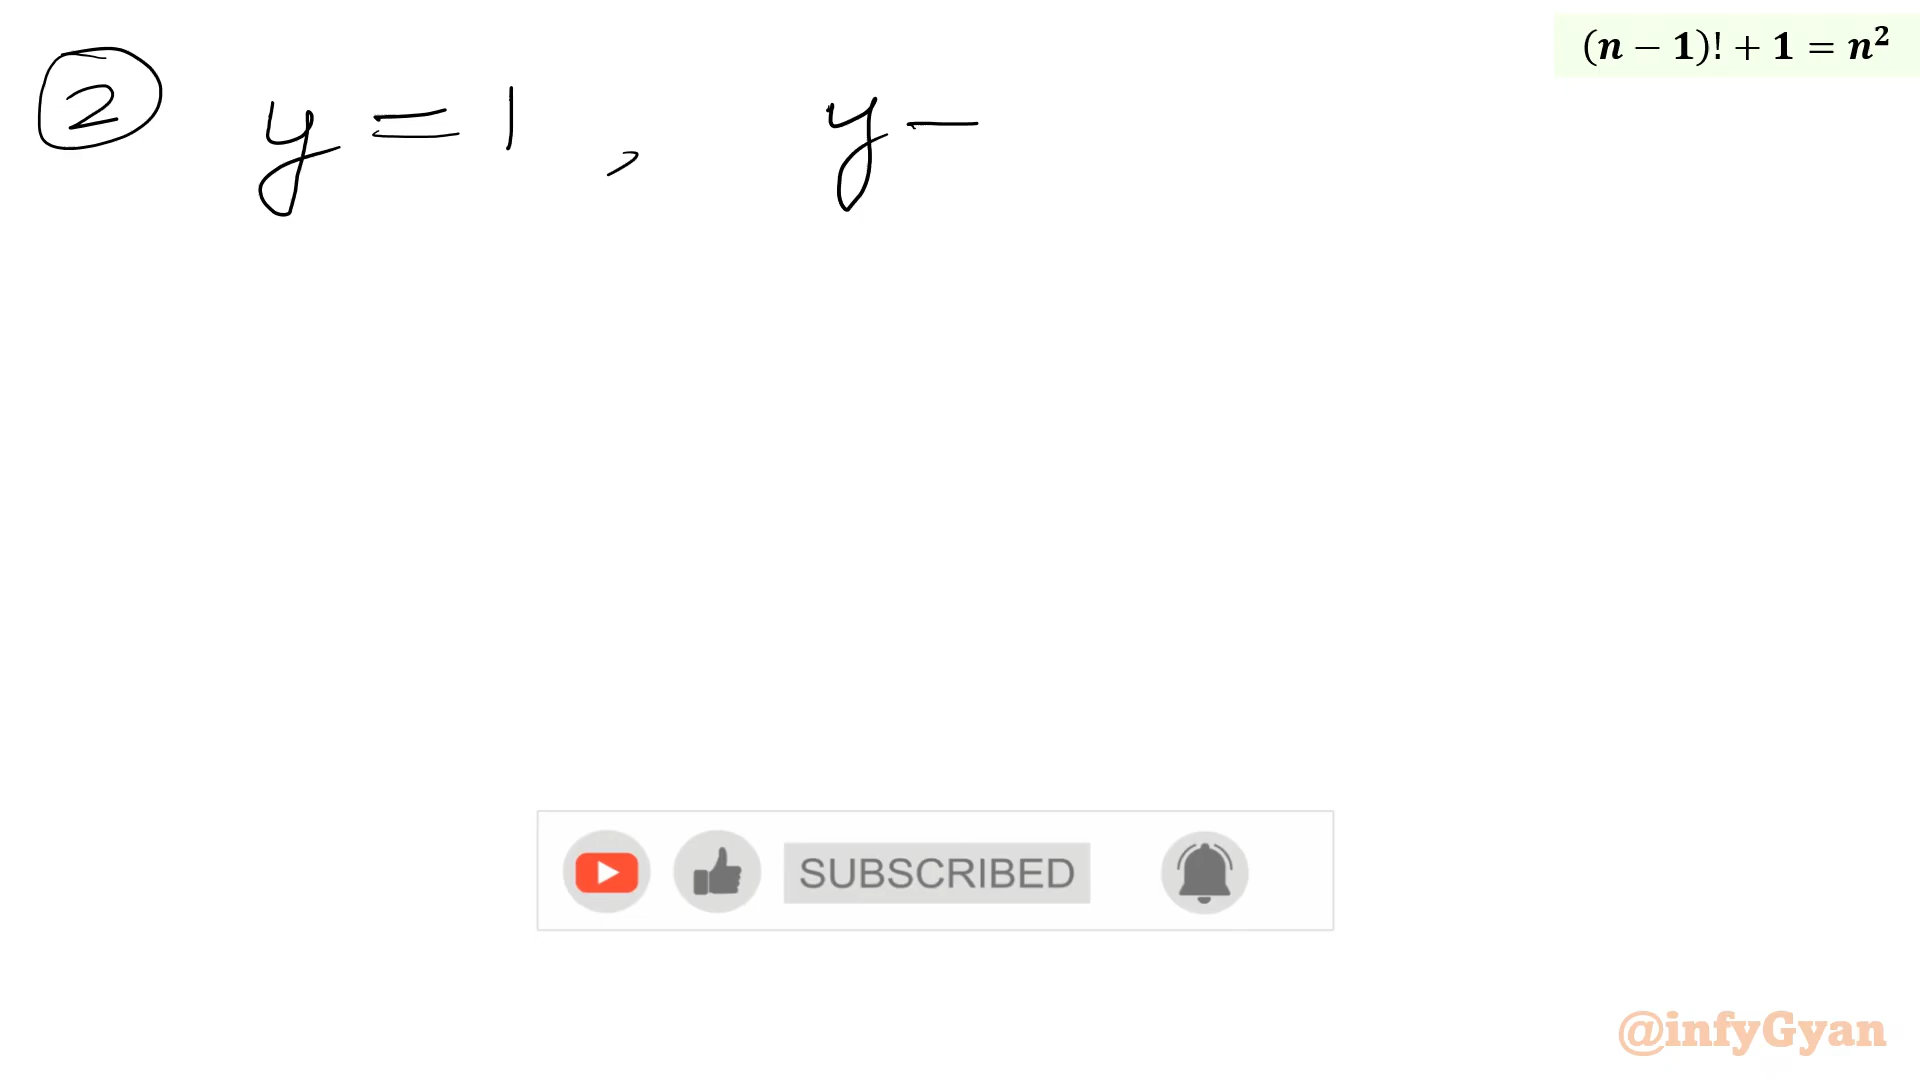 (n − 1)! + 1 = n²
2 y = 1 , y −
SUBSCRIBED
@infyGyan